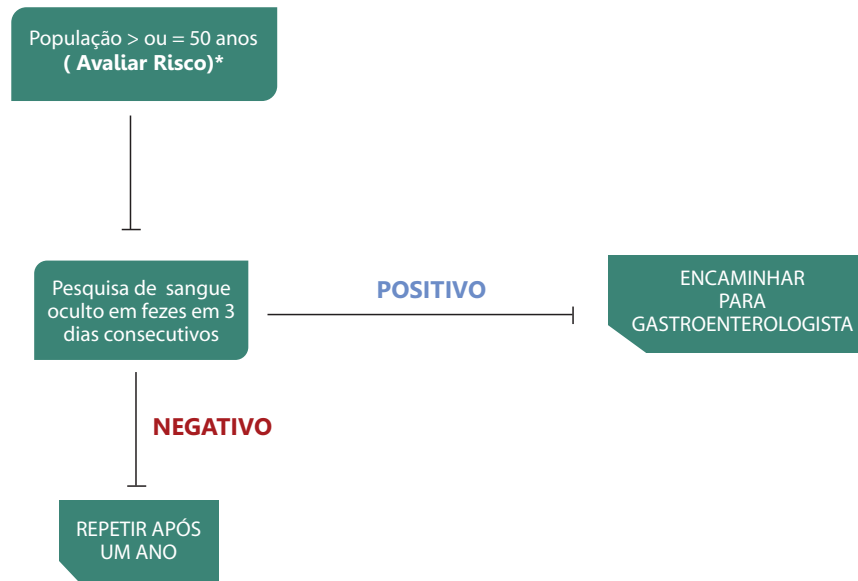 População > ou = 50 anos
( Avaliar Risco)*
Pesquisa de sangue
oculto em fezes em 3
dias consecutivos
POSITIVO
ENCAMINHAR
PARA
GASTROENTEROLOGISTA
NEGATIVO
REPETIR APÓS
UM ANO